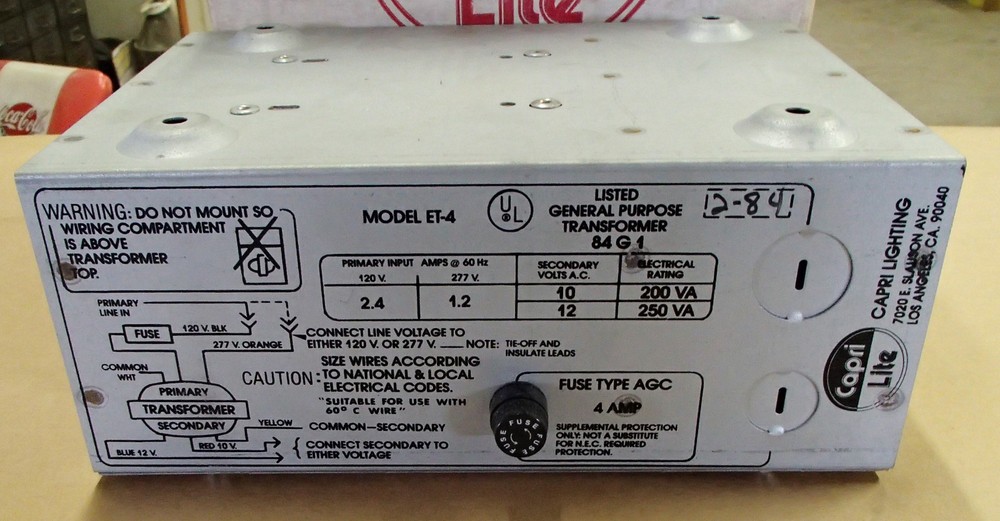 Lite
Coca-Cola
WARNING: DO NOT MOUNT SO
WIRING COMPARTMENT
IS ABOVE
TRANSFORMER
TOP.
MODEL ET-4
UL
LISTED
GENERAL PURPOSE
TRANSFORMER
84 G 1
12-84
PRIMARY INPUT AMPS @ 60 Hz
120 V. 277 V.
2.4 1.2
SECONDARY
VOLTS A.C.
ELECTRICAL
RATING
10 200 VA
12 250 VA
PRIMARY
LINE IN
FUSE
120 V. BLK
277 V. ORANGE
CONNECT LINE VOLTAGE TO
EITHER 120 V. OR 277 V. — NOTE: TIE-OFF AND
INSULATE LEADS
COMMON
WHT
PRIMARY
TRANSFORMER
SECONDARY
YELLOW
RED 10 V.
BLUE 12 V.
CAUTION: SIZE WIRES ACCORDING
TO NATIONAL & LOCAL
ELECTRICAL CODES.
"SUITABLE FOR USE WITH
60° C WIRE"
COMMON—SECONDARY
CONNECT SECONDARY TO
EITHER VOLTAGE
FUSE FUSE FUSE
FUSE TYPE AGC
4 AMP
SUPPLEMENTAL PROTECTION
ONLY: NOT A SUBSTITUTE
FOR N.E.C. REQUIRED
PROTECTION.
CAPRI LIGHTING
7020 E. SLAUSON AVE.
LOS ANGELES, CA. 90040
Capri
Lite